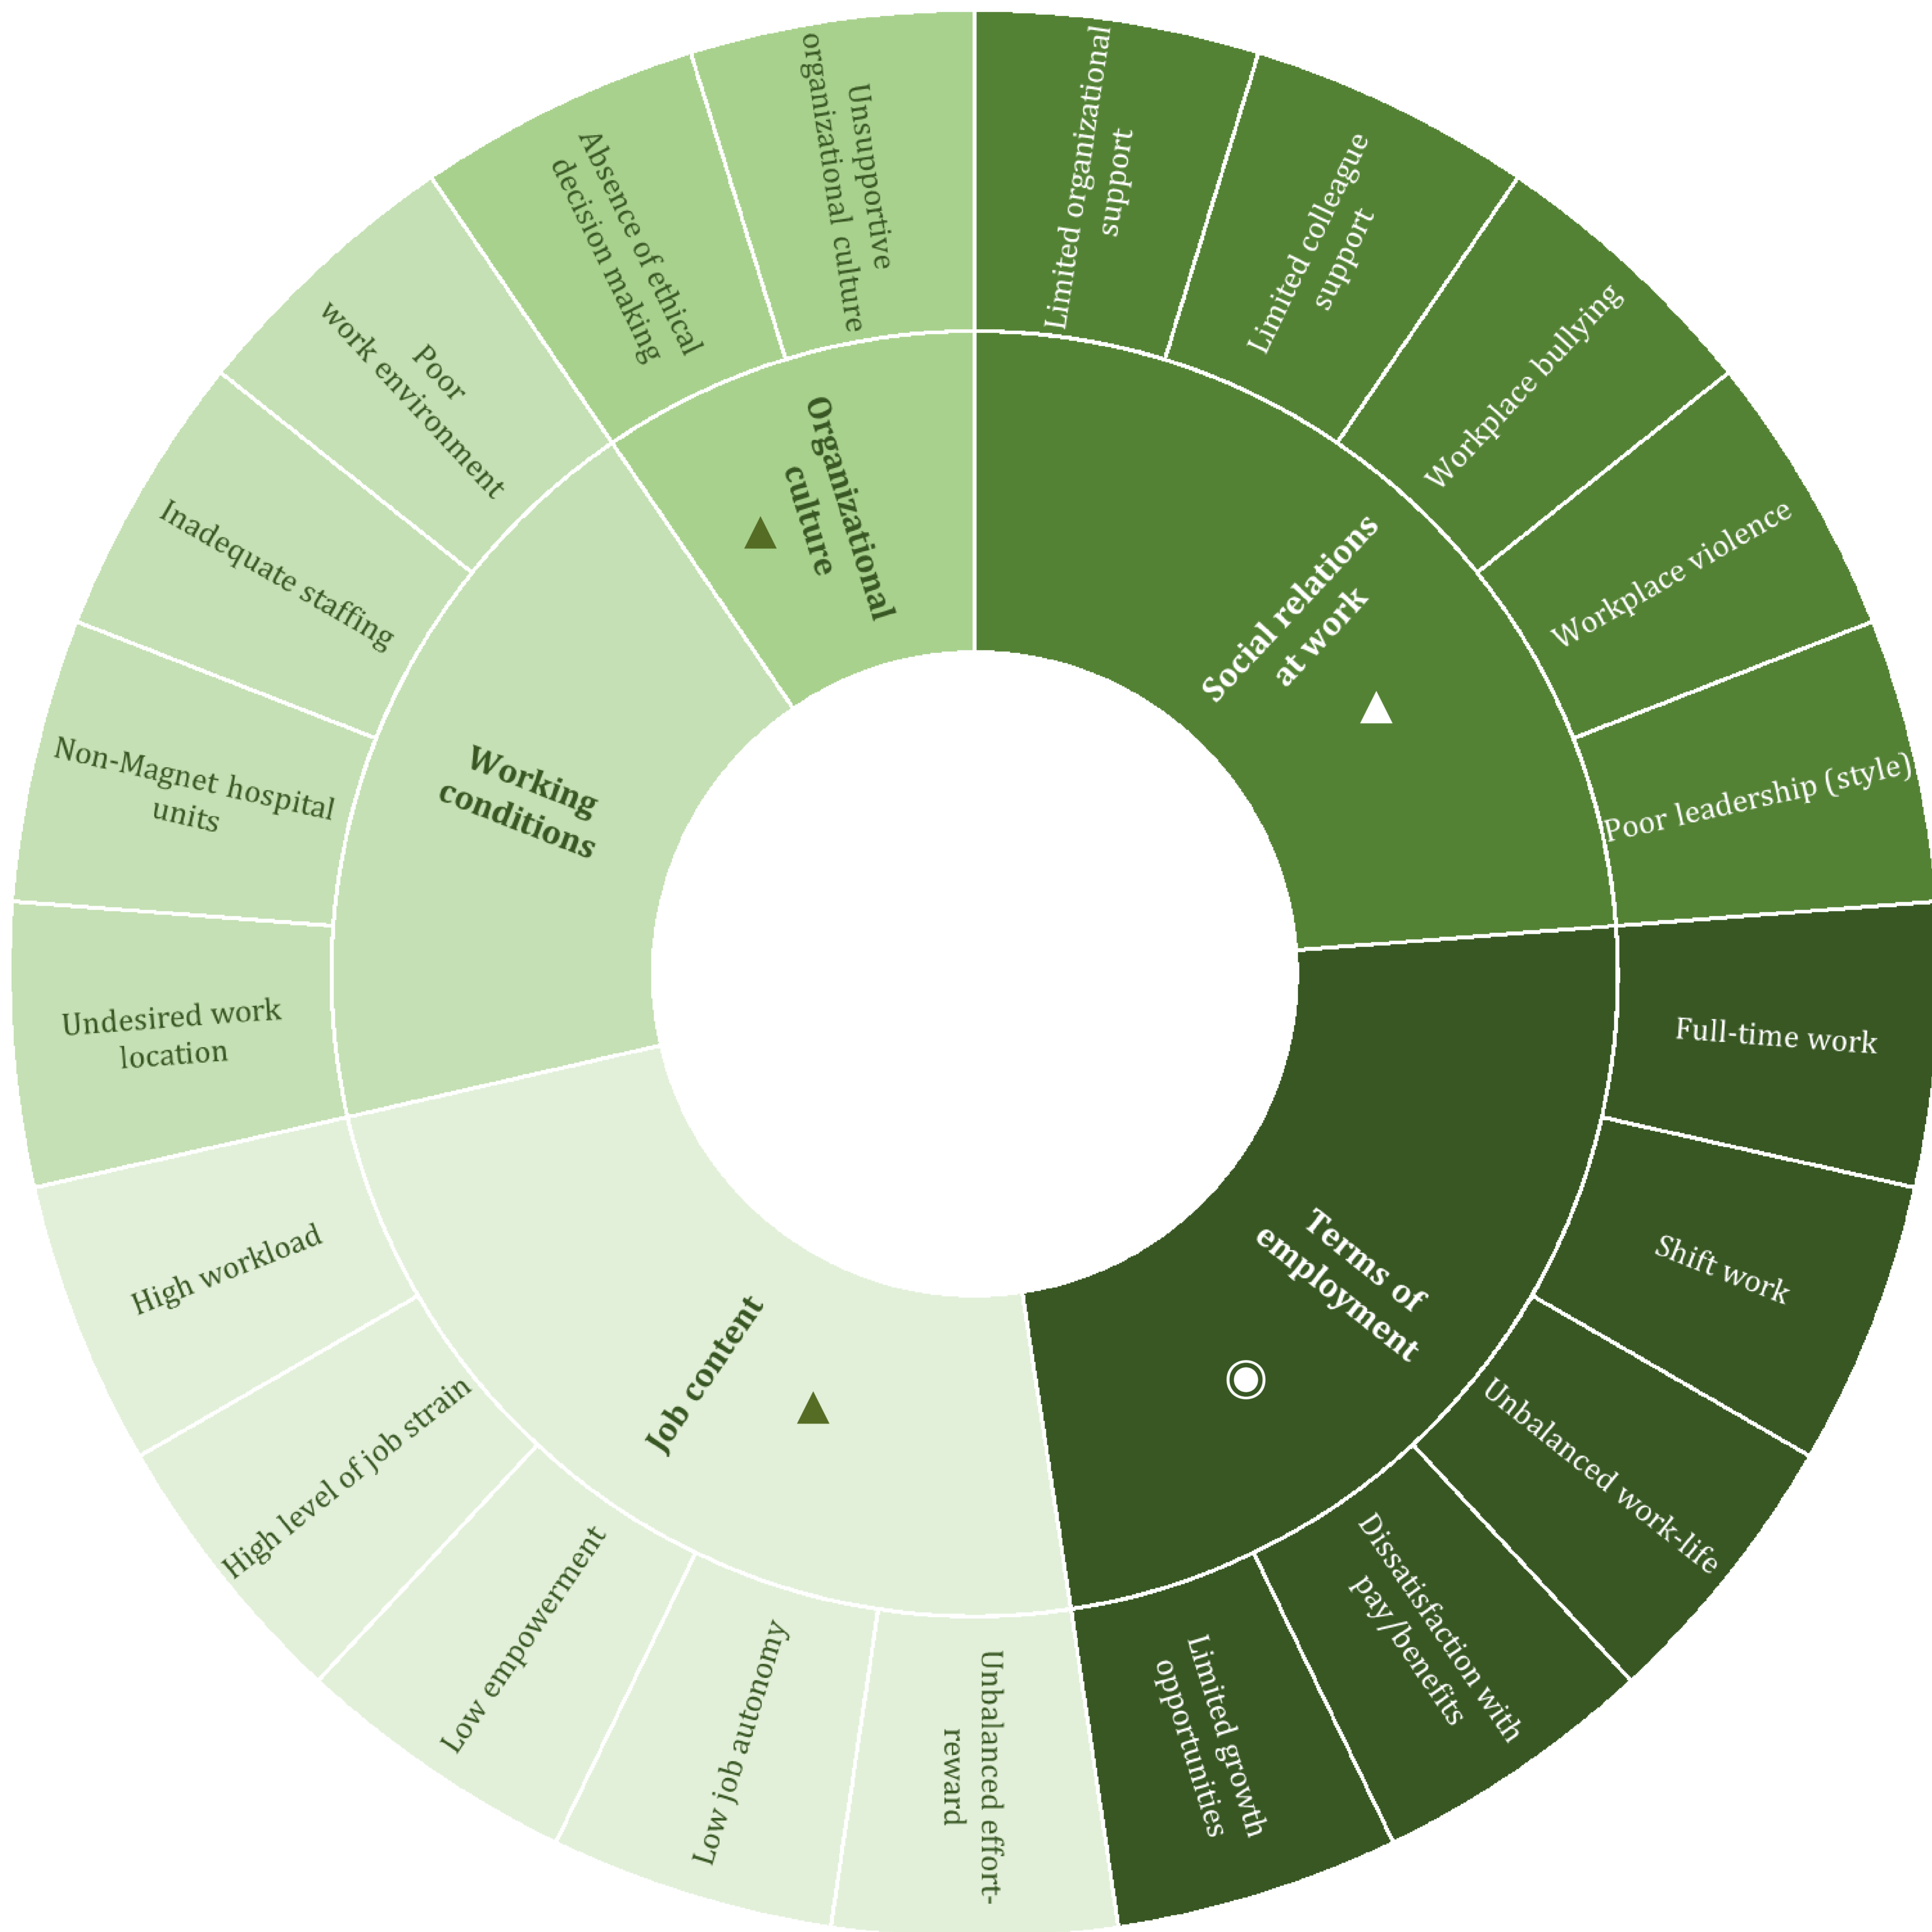 Limited organizational
support
Limited colleague
support
Workplace bullying
Workplace violence
Poor leadership (style)
Social relations
at work
Full-time work
Shift work
Unbalanced work-life
Dissatisfaction with
pay/benefits
Limited growth
opportunities
Terms of
employment
Unbalanced effort-
reward
Low job autonomy
Low empowerment
High level of job strain
High workload
Job content
Undesired work
location
Non-Magnet hospital
units
Inadequate staffing
Poor
work environment
Working
conditions
Absence of ethical
decision making
Unsupportive
organizational culture
Organizational
culture